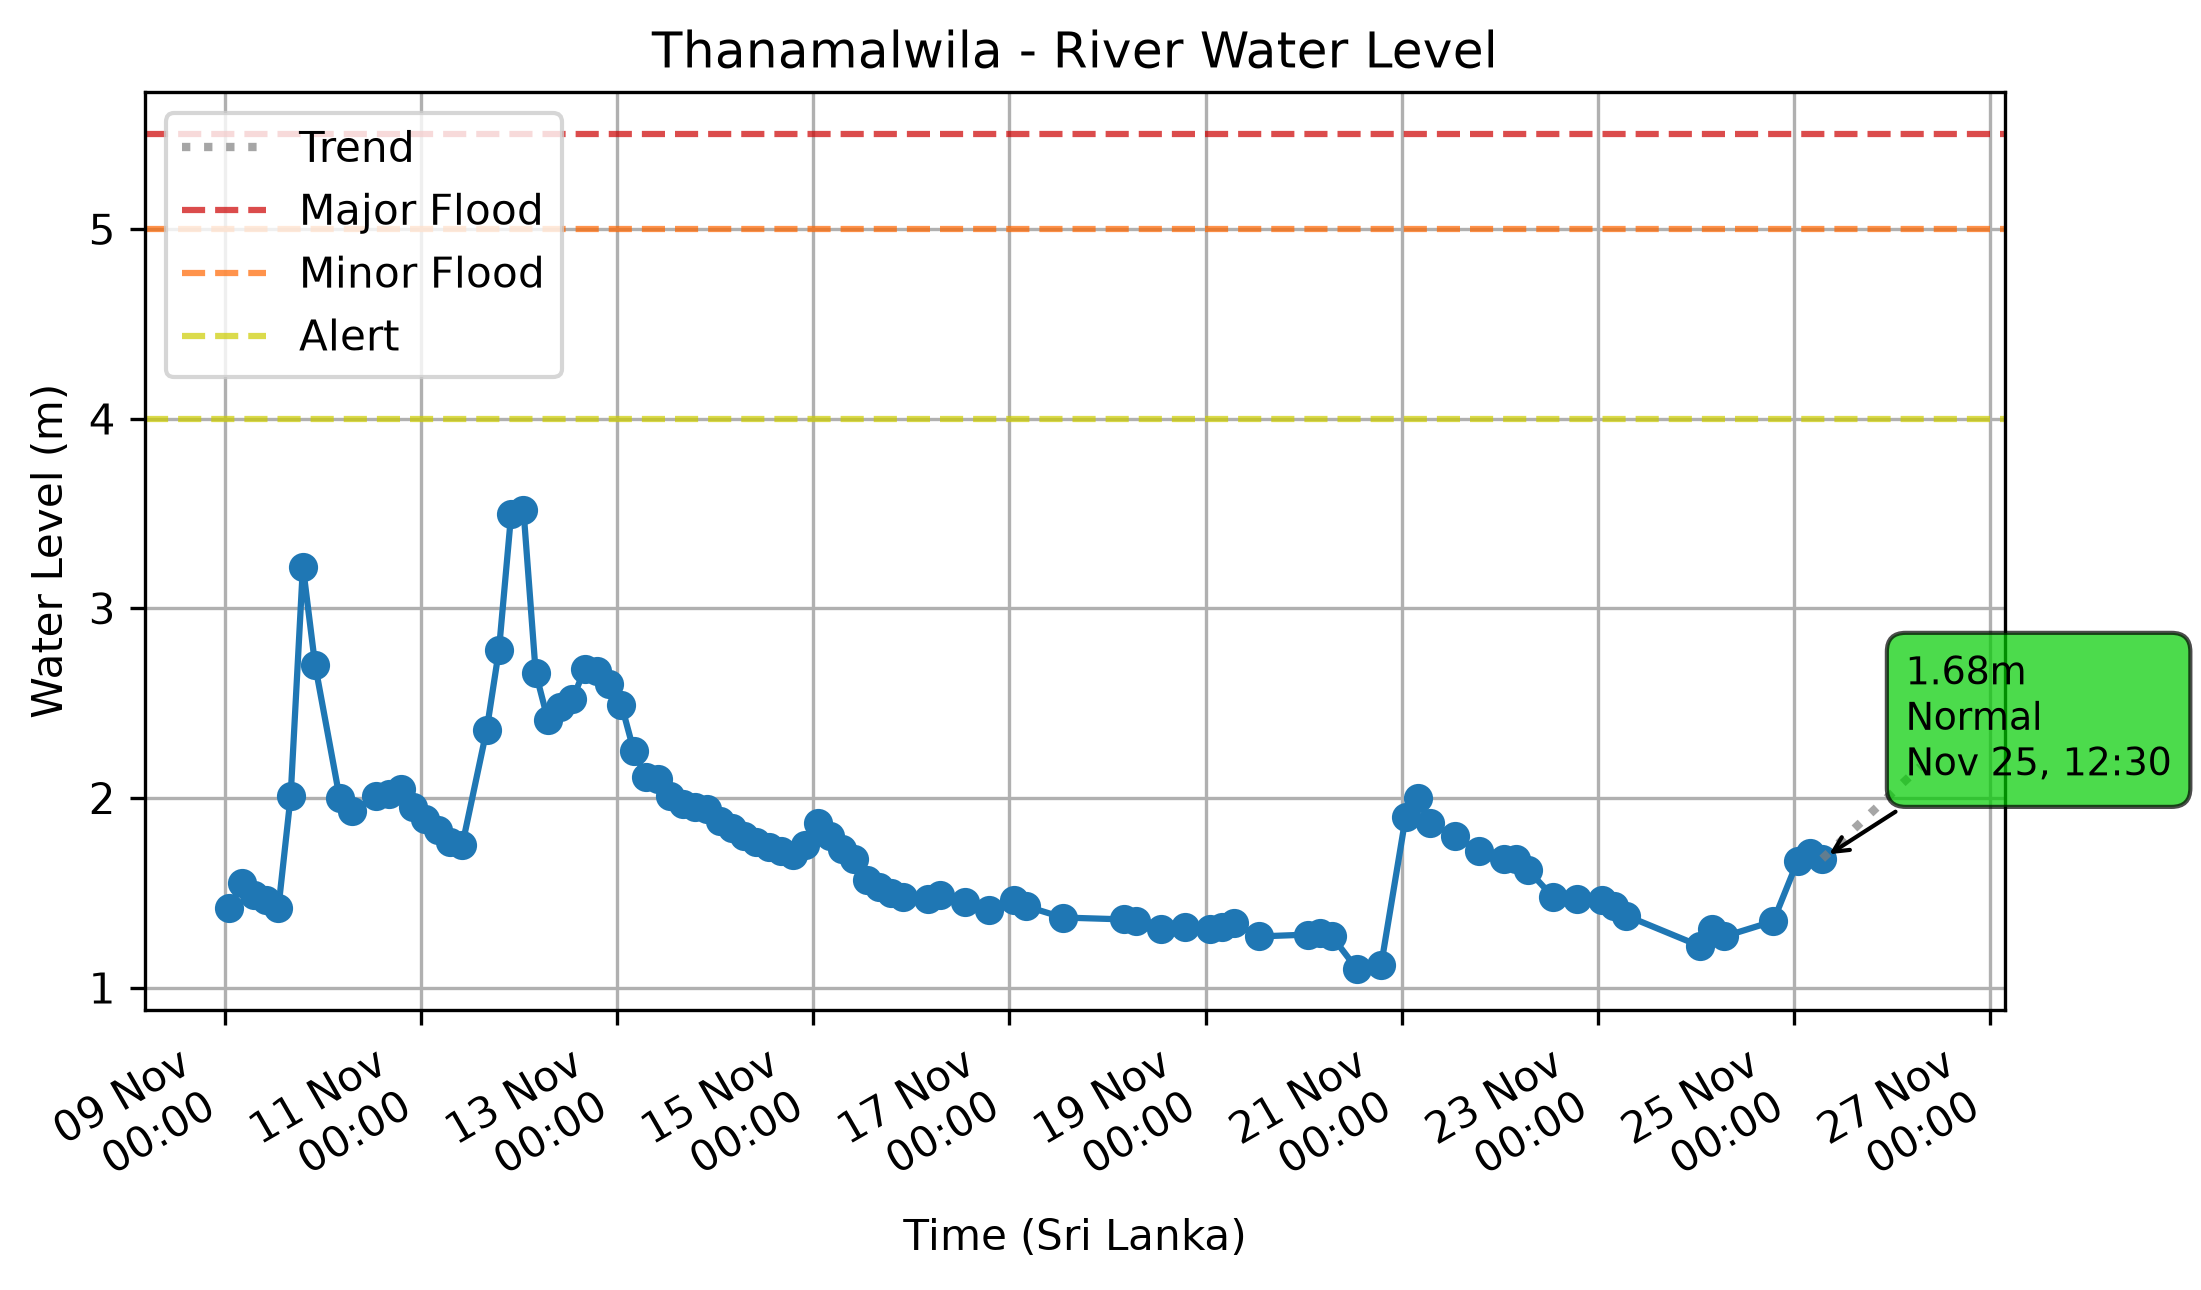 Thanamalwila - River Water Level
Trend
Major Flood
Minor Flood
Alert
Water Level (m)
5
4
3
2
1
1.68m
Normal
Nov 25, 12:30
09 Nov
00:00
11 Nov
00:00
13 Nov
00:00
15 Nov
00:00
17 Nov
00:00
19 Nov
00:00
21 Nov
00:00
23 Nov
00:00
25 Nov
00:00
27 Nov
00:00
Time (Sri Lanka)